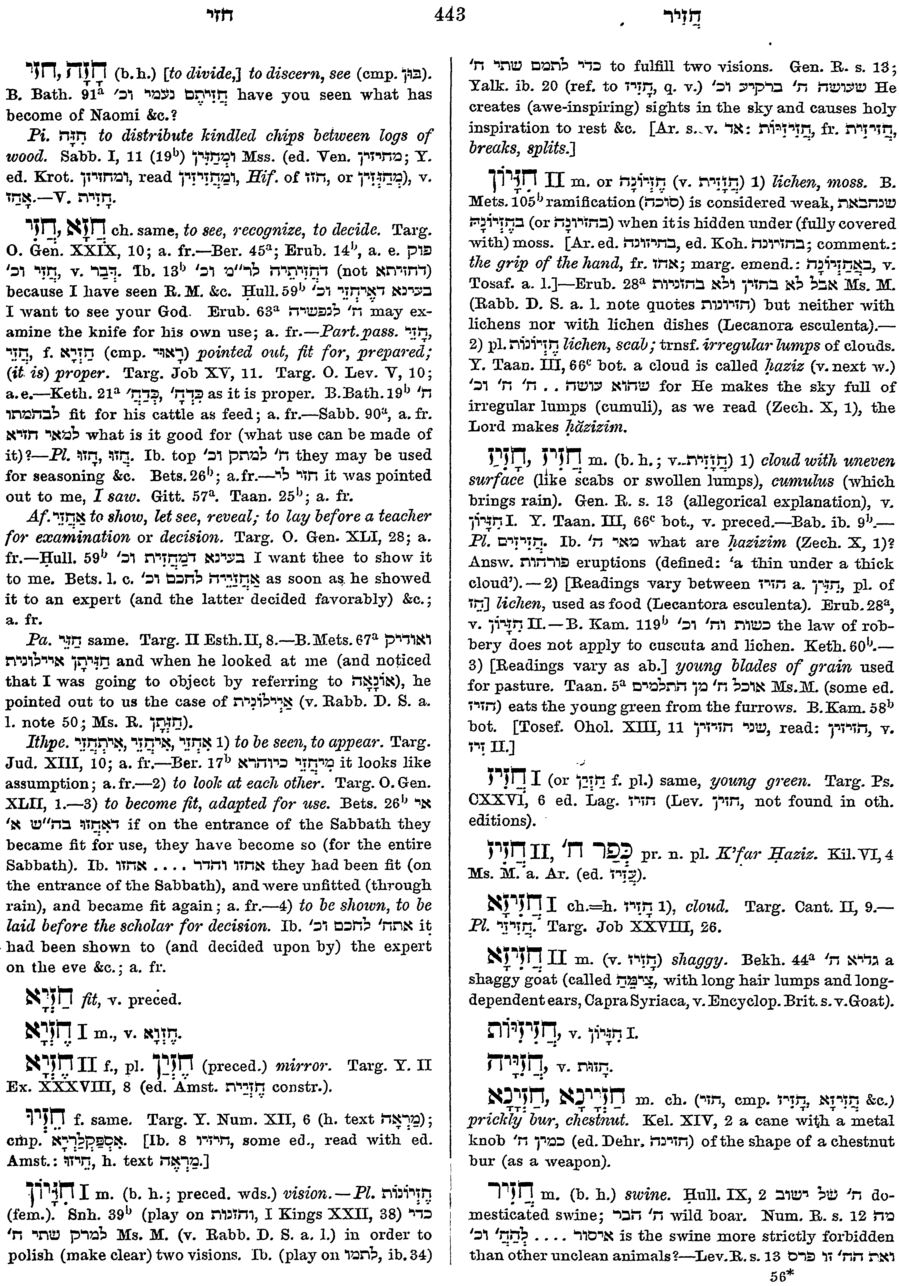 חזי
443
חֲזִיר
חזי, חָזָה (b. h.) [to divide,] to discern, see (cmp. בּוּן).
B. Bath. 91ᵃ חֲזִיתֶם נעמי וכ' have you seen what has
become of Naomi &c.?
Pi. חִזָּה to distribute kindled chips between logs of
wood. Sabb. I, 11 (19ᵇ) וּמְחַזִּין Mss. (ed. Ven. מחיזין; Y.
ed. Krot. ומחוזין, read וּמַחֲזִיזִין, Hif. of חזז, or מְחַזְּזִין), v.
אָחַז.—V. חָזִית.
חזי, חֲזָא ch. same, to see, recognize, to decide. Targ.
O. Gen. XXIX, 10; a. fr.—Ber. 45ᵃ; Erub. 14ᵇ, a. e. פוק
חֲזִי וכ', v. דְּבַר. Ib. 13ᵇ דַּחֲזִיתֵיהּ לר"מ וכ' (not דחזיתא)
because I have seen R. M. &c. Ḥull. 59ᵇ בעינא דְאֶיחֱזֵי' וכ'
I want to see your God. Erub. 63ᵃ ח' לנפשיה may ex-
amine the knife for his own use; a. fr.—Part. pass. חֲזֵי,
חֲזִי, f. חַזְיָא (cmp. רָאוּי) pointed out, fit for, prepared;
(it is) proper. Targ. Job XV, 11. Targ. O. Lev. V, 10;
a. e.—Keth. 21ᵃ כִּדְחָ', כַּדְחֲ' as it is proper. B. Bath. 19ᵇ ח'
לבהמתו fit for his cattle as feed; a. fr.—Sabb. 90ᵃ, a. fr.
למאי חזיא what is it good for (what use can be made of
it)?—Pl. חֲזוּ, חזו. Ib. top ח' למתק וכ' they may be used
for seasoning &c. Bets. 26ᵇ; a. fr.—חזי לי it was pointed
out to me, I saw. Gitt. 57ᵃ. Taan. 25ᵇ; a. fr.
Af. אַחֲזֵי to show, let see, reveal; to lay before a teacher
for examination or decision. Targ. O. Gen. XLI, 28; a.
fr.—Ḥull. 59ᵇ בעינא דמַחֲזִית וכ' I want thee to show it
to me. Bets. l. c. אַחֲזְיֵיהּ לחכם וכ' as soon as he showed
it to an expert (and the latter decided favorably) &c.;
a. fr.
Pa. חַזֵּי same. Targ. II Esth. II, 8.—B. Mets. 67ᵃ ואודיק
חַזִּיתָן איילונית and when he looked at me (and noticed
that I was going to object by referring to אוֹנָאָה), he
pointed out to us the case of אַיְילוֹנִית (v. Rabb. D. S. a.
l. note 50; Ms. R. חַזְּתָן).
Ithpe. אִתְחֲזֵי, אִיתְחֲזֵי, אִחֲזֵי 1) to be seen, to appear. Targ.
Jud. XIII, 10; a. fr.—Ber. 17ᵇ מִיחֲזֵי כיוהרא it looks like
assumption; a. fr.—2) to look at each other. Targ. O. Gen.
XLII, 1.—3) to become fit, adapted for use. Bets. 26ᵇ אי
דְאִחֲזוּ בה"ש א' if on the entrance of the Sabbath they
became fit for use, they have become so (for the entire
Sabbath). Ib. אחזו והדר .... אחזו they had been fit (on
the entrance of the Sabbath), and were unfitted (through
rain), and became fit again; a. fr.—4) to be shown, to be
laid before the scholar for decision. Ib. אתח' לחכם וכ' it
had been shown to (and decided upon by) the expert
on the eve &c.; a. fr.
חַזְיָא fit, v. preced.
חֶזְיָא I m., v. חֶזְוָא.
חֶזְיָא II f., pl. חֶזְיָן (preced.) mirror. Targ. Y. II
Ex. XXXVIII, 8 (ed. Amst. חֶזְיַת constr.).
חֶזְיוּ f. same. Targ. Y. Num. XII, 6 (h. text מַרְאָה);
cmp. אִסְפַּקְלַרְיָא. [Ib. 8 חיזיו, some ed., read with ed.
Amst.: חֵיזוּ, h. text מַרְאֶה.]
חִזָּיוֹן I m. (b. h.; preced. wds.) vision.—Pl. חֶזְיוֹנוֹת
(fem.). Snh. 39ᵇ (play on והזנות, I Kings XXII, 38) כדי
למרק שתי ח' Ms. M. (v. Rabb. D. S. a. l.) in order to
polish (make clear) two visions. Ib. (play on לתמו, ib. 34)
כדי לתמם שתי ח' to fulfill two visions. Gen. R. s. 13;
Yalk. ib. 20 (ref. to חֲזִיז, q. v.) שעושה ח' ברקיע וכ' He
creates (awe-inspiring) sights in the sky and causes holy
inspiration to rest &c. [Ar. s. v. אד: חֲזִיזִיּוֹת, fr. חֲזִיזִית,
breaks, splits.]
חִזָּיוֹן II m. or חֶזְיוֹנָה (v. חֲזָזִית) 1) lichen, moss. B.
Mets. 105ᵇ ramification (סוכה) is considered weak, שנחבאת
בחֶזְיוֹנָהּ (or בחזיונה) when it is hidden under (fully covered
with) moss. [Ar. ed. בחיזונה, ed. Koh. בחזיונה; comment.:
the grip of the hand, fr. אחז; marg. emend.: בַּאֲחִזְיוֹנָהּ, v.
Tosaf. a. l.]—Erub. 28ᵃ אבל לא בחזין ולא בחזניות Ms. M.
(Rabb. D. S. a. l. note quotes חזיונות) but neither with
lichens nor with lichen dishes (Lecanora esculenta).—
2) pl. חֶזְיוֹנוֹת lichen, scab; trnsf. irregular lumps of clouds.
Y. Taan. III, 66ᶜ bot. a cloud is called ḥaziz (v. next w.)
שהוא עושה ח' .. ח' וכ' for He makes the sky full of
irregular lumps (cumuli), as we read (Zech. X, 1), the
Lord makes ḥăzizim.
חֲזִיז, חָזִיז m. (b. h.; v. חֲזָזִית) 1) cloud with uneven
surface (like scabs or swollen lumps), cumulus (which
brings rain). Gen. R. s. 13 (allegorical explanation), v.
חִזָּיוֹן I. Y. Taan. III, 66ᶜ bot., v. preced.—Bab. ib. 9ᵇ.—
Pl. חֲזִיזִים. Ib. מאי ח' what are ḥazizim (Zech. X, 1)?
Answ. פורחות eruptions (defined: 'a thin under a thick
cloud').—2) [Readings vary between חזיז a. חָזִין, pl. of
חַז] lichen, used as food (Lecantora esculenta). Erub. 28ᵃ,
v. חִזָּיוֹן II.—B. Kam. 119ᵇ כשות וח' וכ' the law of rob-
bery does not apply to cuscuta and lichen. Keth. 60ᵇ.—
3) [Readings vary as ab.] young blades of grain used
for pasture. Taan. 5ᵃ אוכל ח' מן התלמים Ms. M. (some ed.
חזיז) eats the young green from the furrows. B. Kam. 58ᵇ
bot. [Tosef. Ohol. XIII, 11 שני חזיזין, read: חיזיזין, v.
זִיז II.]
חֲזִיז I (or חֲזִין f. pl.) same, young green. Targ. Ps.
CXXVI, 6 ed. Lag. חזיז (Lev. חזין, not found in oth.
editions).
חֲזִיז II, כְּפַר ח' pr. n. pl. K'far Ḥaziz. Kil. VI, 4
Ms. M. a. Ar. (ed. עָזִיז).
חֲזִיזָא I ch.=h. חֲזִיז 1), cloud. Targ. Cant. II, 9.—
Pl. חֲזִיזֵי. Targ. Job XXVIII, 26.
חֲזִיזָא II m. (v. חֲזִיז) shaggy. Bekh. 44ᵃ גדיא ח' a
shaggy goat (called צִימְּחַ, with long hair lumps and long-
dependent ears, Capra Syriaca, v. Encyclop. Brit. s. v. Goat).
חֲזִיזִיּוֹת, v. חִזָּיוֹן I.
חֲזִיָּיה, v. חזות.
חֲזִיינָא, חֲזִינָא m. ch. (חזי, cmp. חֲזִיז, חֲזִיזָא &c.)
prickly bur, chestnut. Kel. XIV, 2 a cane with a metal
knob כמין ח' (ed. Dehr. חזינה) of the shape of a chestnut
bur (as a weapon).
חֲזִיר m. (b. h.) swine. Ḥull. IX, 2 ח' של ישוב do-
mesticated swine; ח' הבר wild boar. Num. R. s. 12 מה
איסור .... לַחֲזִ' וכ' is the swine more strictly forbidden
than other unclean animals?—Lev. R. s. 13 ואת הח' זו פרס
56*